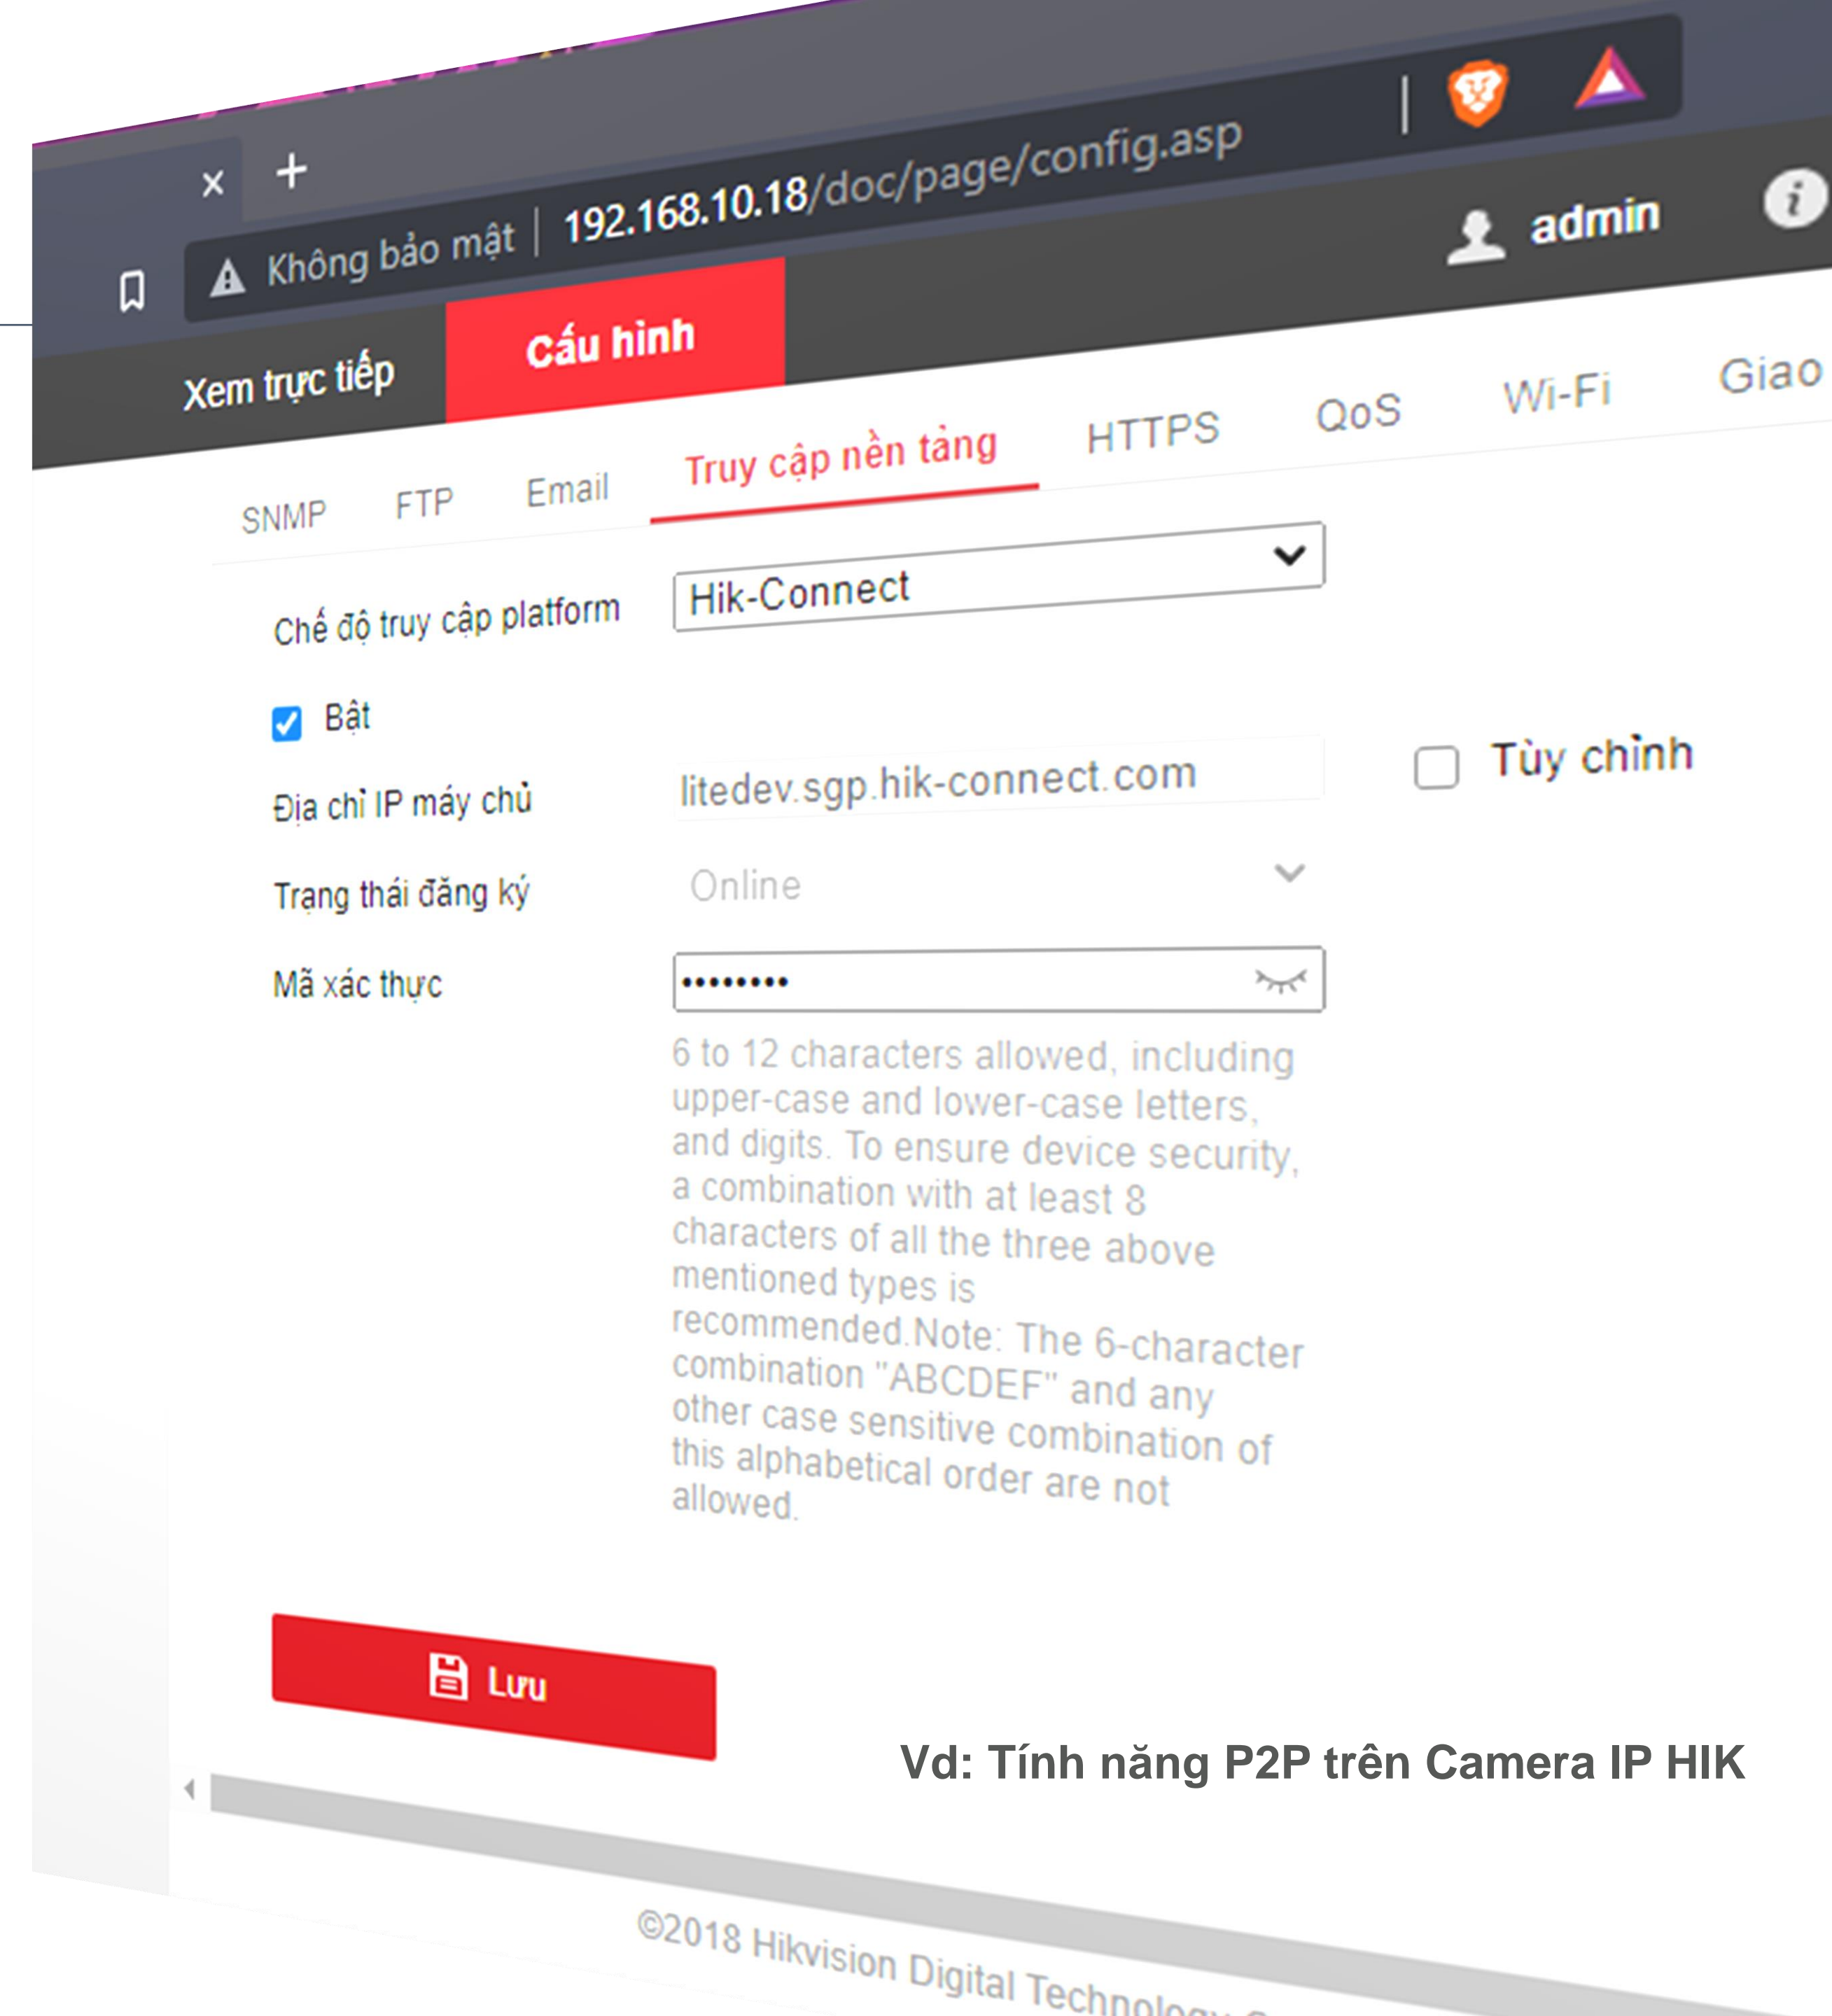 Không bảo mật | 192.168.10.18/doc/page/config.asp
admin
Xem trực tiếp
Cấu hình
SNMP FTP Email Truy cập nền tảng HTTPS QoS Wi-Fi Giao
Chế độ truy cập platform Hik-Connect
Bật
Địa chỉ IP máy chủ litedev.sgp.hik-connect.com Tùy chỉnh
Trạng thái đăng ký Online
Mã xác thực ••••••••
6 to 12 characters allowed, including
upper-case and lower-case letters,
and digits. To ensure device security,
a combination with at least 8
characters of all the three above
mentioned types is
recommended.Note: The 6-character
combination "ABCDEF" and any
other case sensitive combination of
this alphabetical order are not
allowed.
Lưu
Vd: Tính năng P2P trên Camera IP HIK
©2018 Hikvision Digital Technology